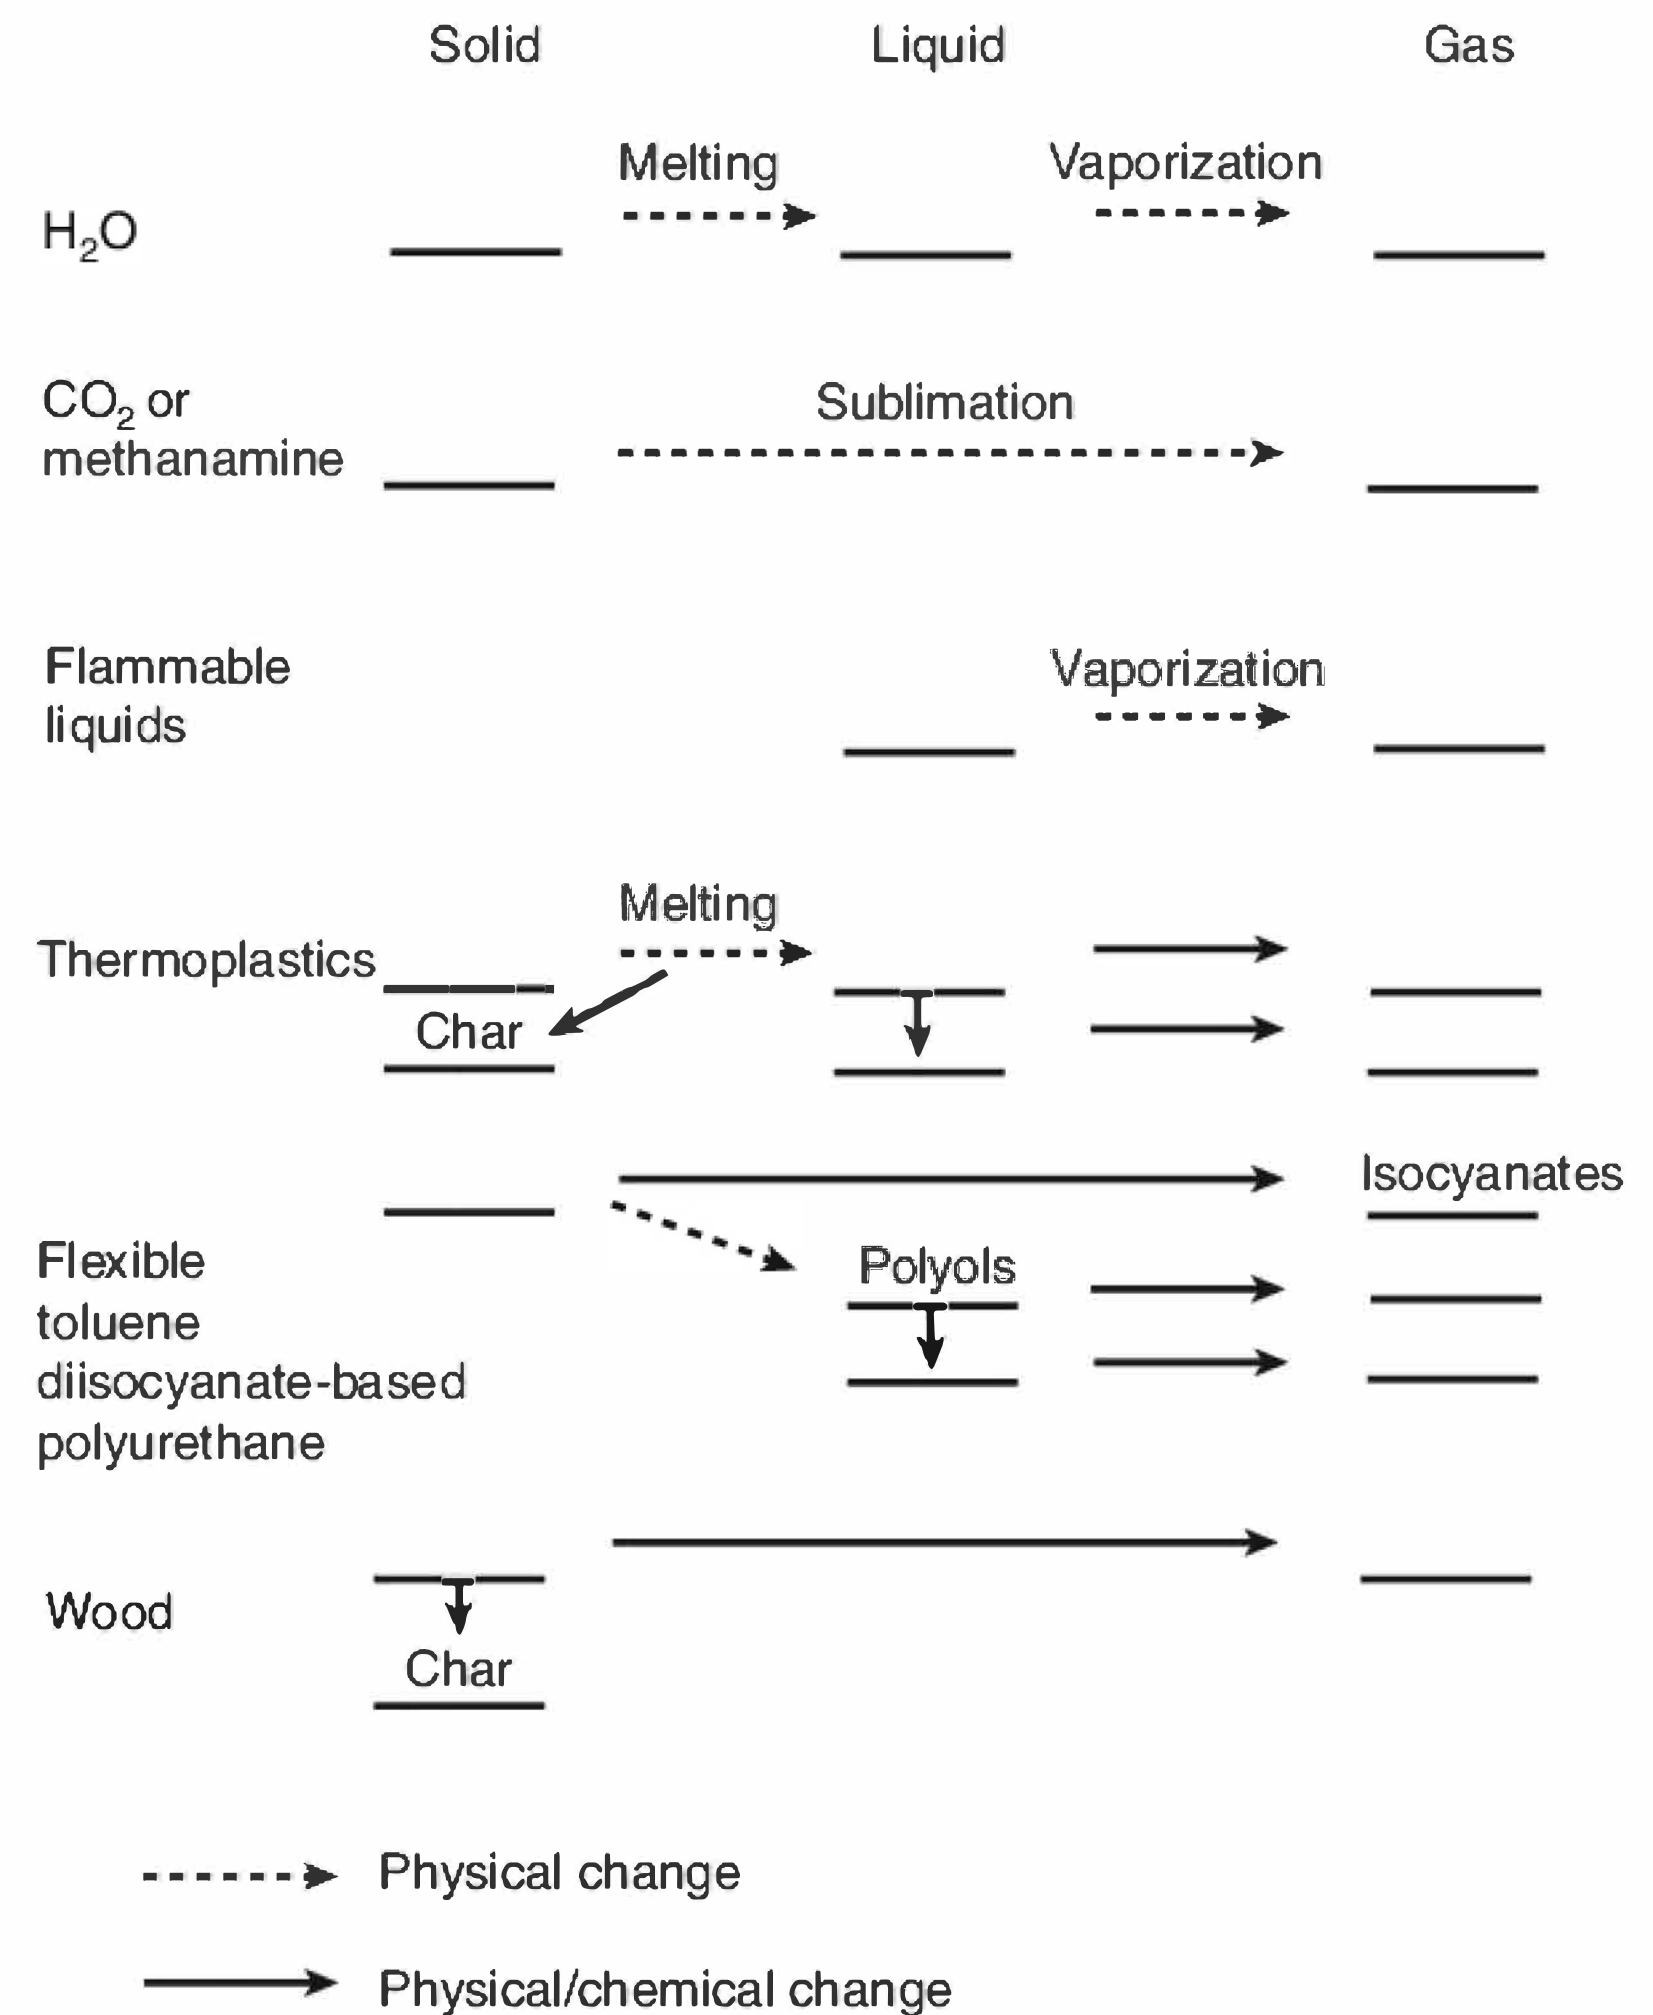 Solid Liquid Gas
Melting Vaporization
H₂O
CO₂ or
methanamine
Sublimation
Flammable
liquids
Vaporization
Melting
Thermoplastics
Char
Isocyanates
Polyols
Flexible
toluene
diisocyanate-based
polyurethane
Wood
Char
Physical change
Physical/chemical change